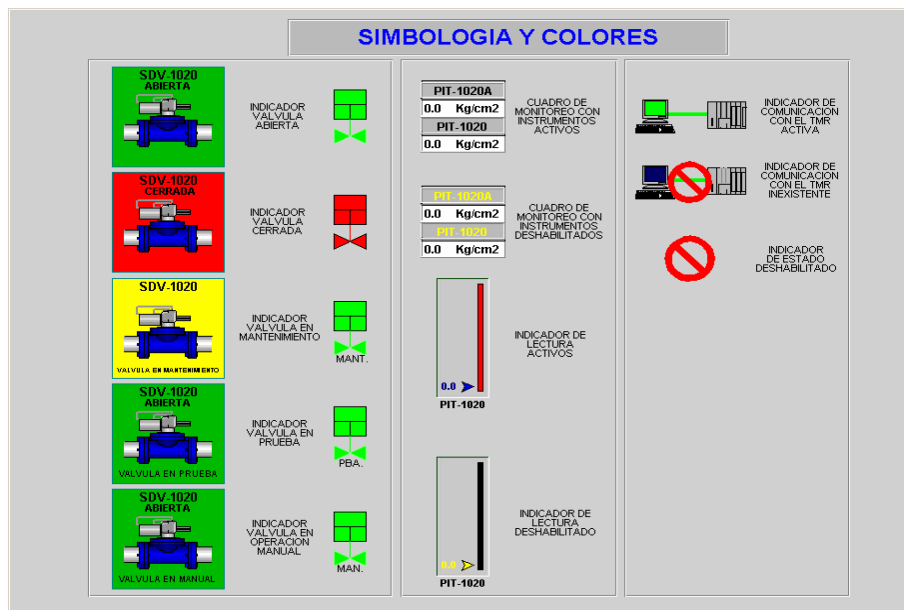 SIMBOLOGIA Y COLORES
SDV-1020
ABIERTA
INDICADOR
VALVULA
ABIERTA
SDV-1020
CERRADA
INDICADOR
VALVULA
CERRADA
SDV-1020
VALVULA EN MANTENIMIENTO
INDICADOR
VALVULA EN
MANTENIMIENTO
MANT.
SDV-1020
ABIERTA
VALVULA EN PRUEBA
INDICADOR
VALVULA EN
PRUEBA
PBA.
SDV-1020
ABIERTA
VALVULA EN MANUAL
INDICADOR
VALVULA EN
OPERACION
MANUAL
MAN.
PIT-1020A
0.0 Kg/cm2
PIT-1020
0.0 Kg/cm2
CUADRO DE
MONITOREO CON
INSTRUMENTOS
ACTIVOS
PIT-1020A
0.0 Kg/cm2
PIT-1020
0.0 Kg/cm2
CUADRO DE
MONITOREO CON
INSTRUMENTOS
DESHABILITADOS
0.0
PIT-1020
INDICADOR DE
LECTURA
ACTIVOS
0.0
PIT-1020
INDICADOR DE
LECTURA
DESHABILITADO
INDICADOR DE
COMUNICACION
CON EL TMR
ACTIVA
INDICADOR DE
COMUNICACION
CON EL TMR
INEXISTENTE
INDICADOR
DE ESTADO
DESHABILITADO